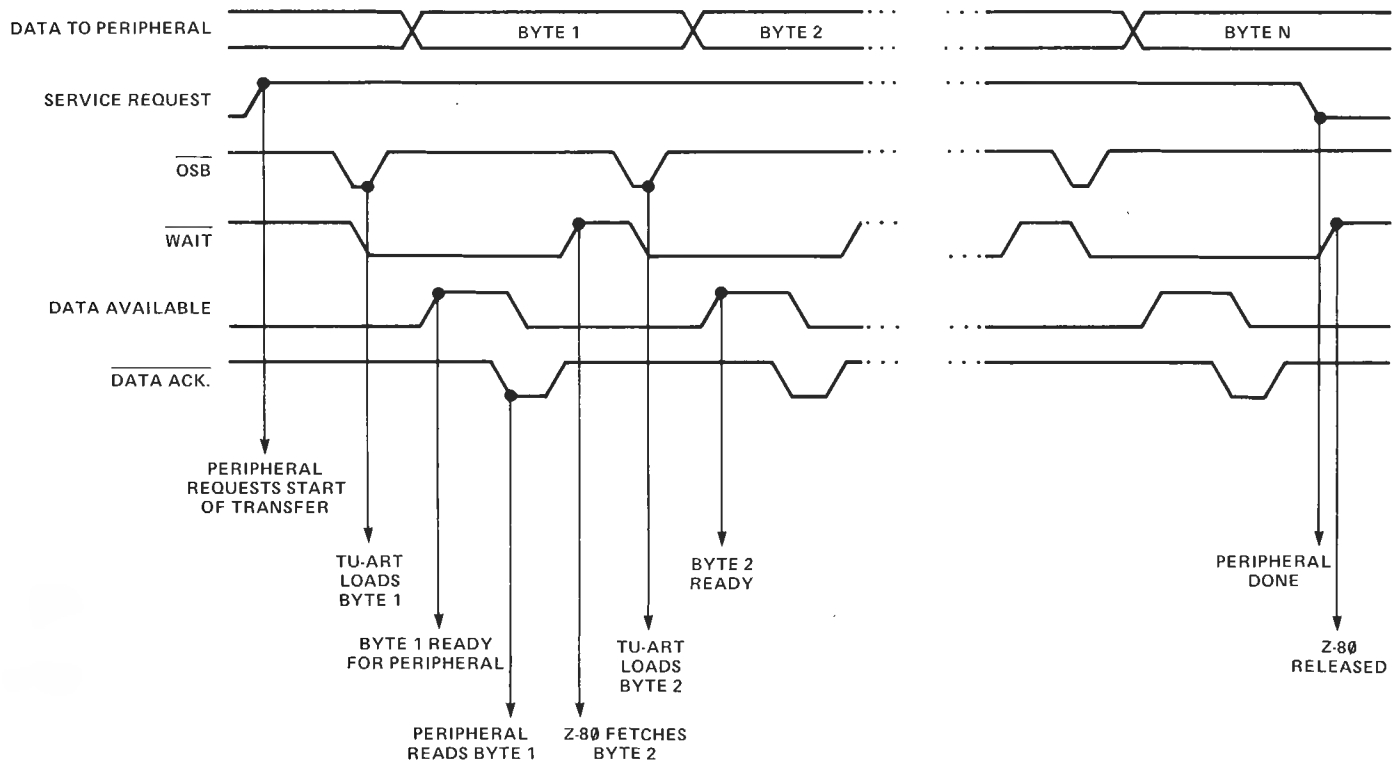 DATA TO PERIPHERAL
BYTE 1
BYTE 2
BYTE N
SERVICE REQUEST
OSB
WAIT
DATA AVAILABLE
DATA ACK.
PERIPHERAL
REQUESTS START
OF TRANSFER
TU-ART
LOADS
BYTE 1
BYTE 1 READY
FOR PERIPHERAL
PERIPHERAL
READS BYTE 1
Z-80 FETCHES
BYTE 2
TU-ART
LOADS
BYTE 2
BYTE 2
READY
PERIPHERAL
DONE
Z-80
RELEASED